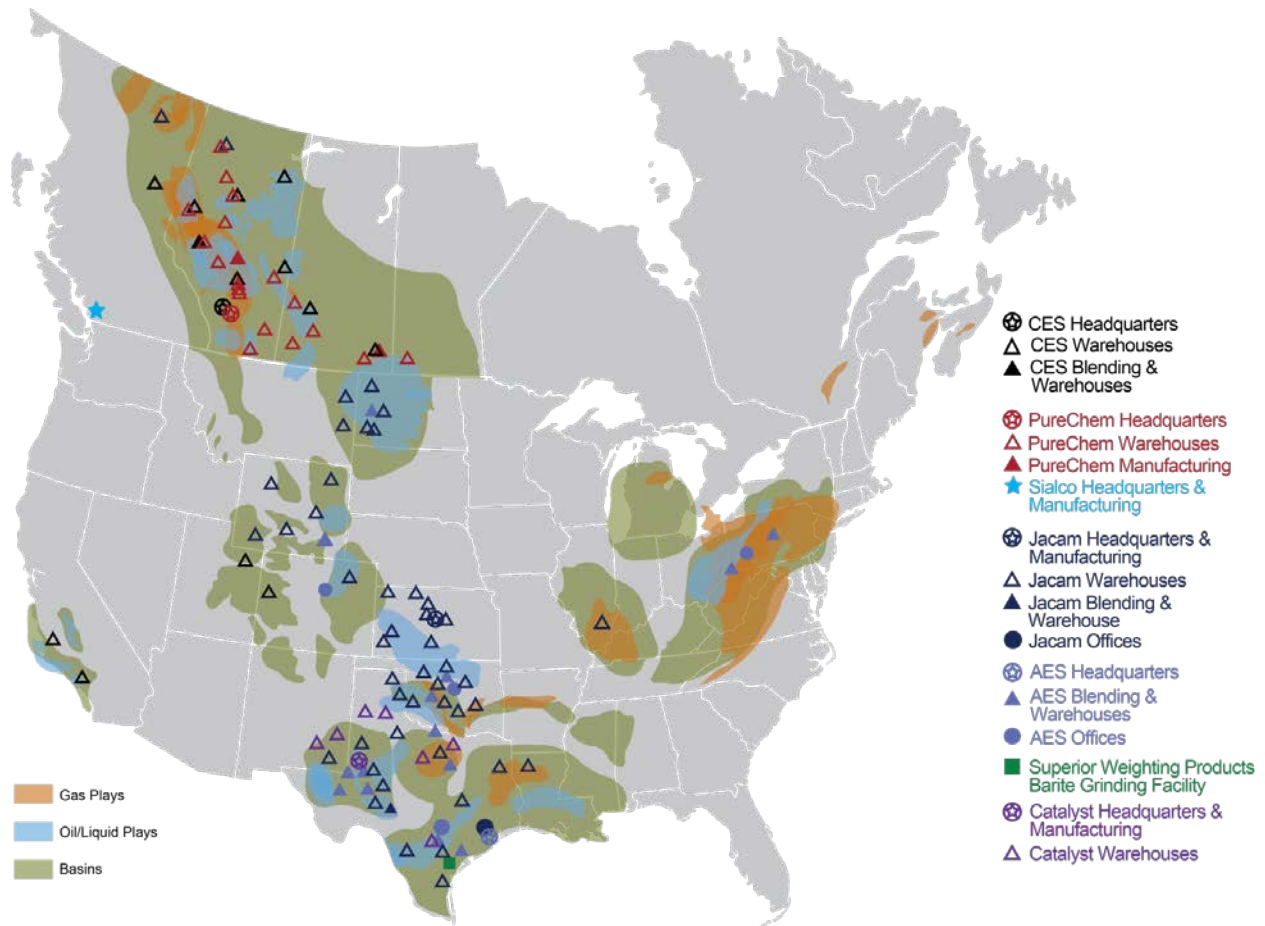 CES Headquarters
CES Warehouses
CES Blending &
Warehouses
PureChem Headquarters
PureChem Warehouses
PureChem Manufacturing
Sialco Headquarters &
Manufacturing
Jacam Headquarters &
Manufacturing
Jacam Warehouses
Jacam Blending &
Warehouse
Jacam Offices
AES Headquarters
AES Blending &
Warehouses
AES Offices
Superior Weighting Products
Barite Grinding Facility
Catalyst Headquarters &
Manufacturing
Catalyst Warehouses
Gas Plays
Oil/Liquid Plays
Basins